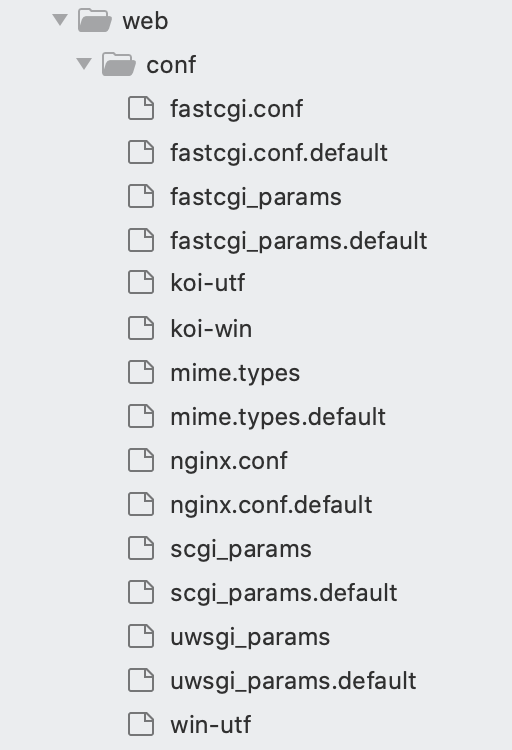 web
conf
fastcgi.conf
fastcgi.conf.default
fastcgi_params
fastcgi_params.default
koi-utf
koi-win
mime.types
mime.types.default
nginx.conf
nginx.conf.default
scgi_params
scgi_params.default
uwsgi_params
uwsgi_params.default
win-utf